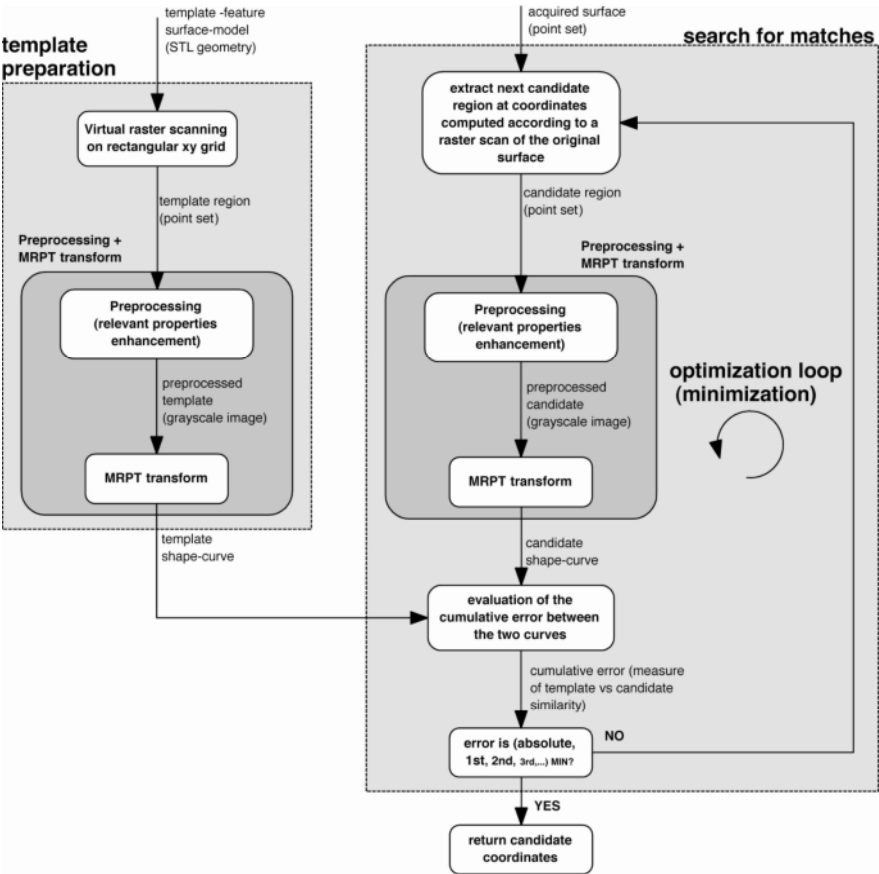 template -feature
surface-model
(STL geometry)
template
preparation
Virtual raster scanning
on rectangular xy grid
template region
(point set)
Preprocessing +
MRPT transform
Preprocessing
(relevant properties
enhancement)
preprocessed
template
(grayscale image)
MRPT transform
template
shape-curve
acquired surface
(point set)
search for matches
extract next candidate
region at coordinates
computed according to a
raster scan of the original
surface
candidate region
(point set)
Preprocessing +
MRPT transform
Preprocessing
(relevant properties
enhancement)
preprocessed
candidate
(grayscale image)
optimization loop
(minimization)
MRPT transform
candidate
shape-curve
evaluation of the
cumulative error between
the two curves
cumulative error (measure
of template vs candidate
similarity)
error is (absolute,
1st, 2nd, 3rd,...) MIN?
NO
YES
return candidate
coordinates